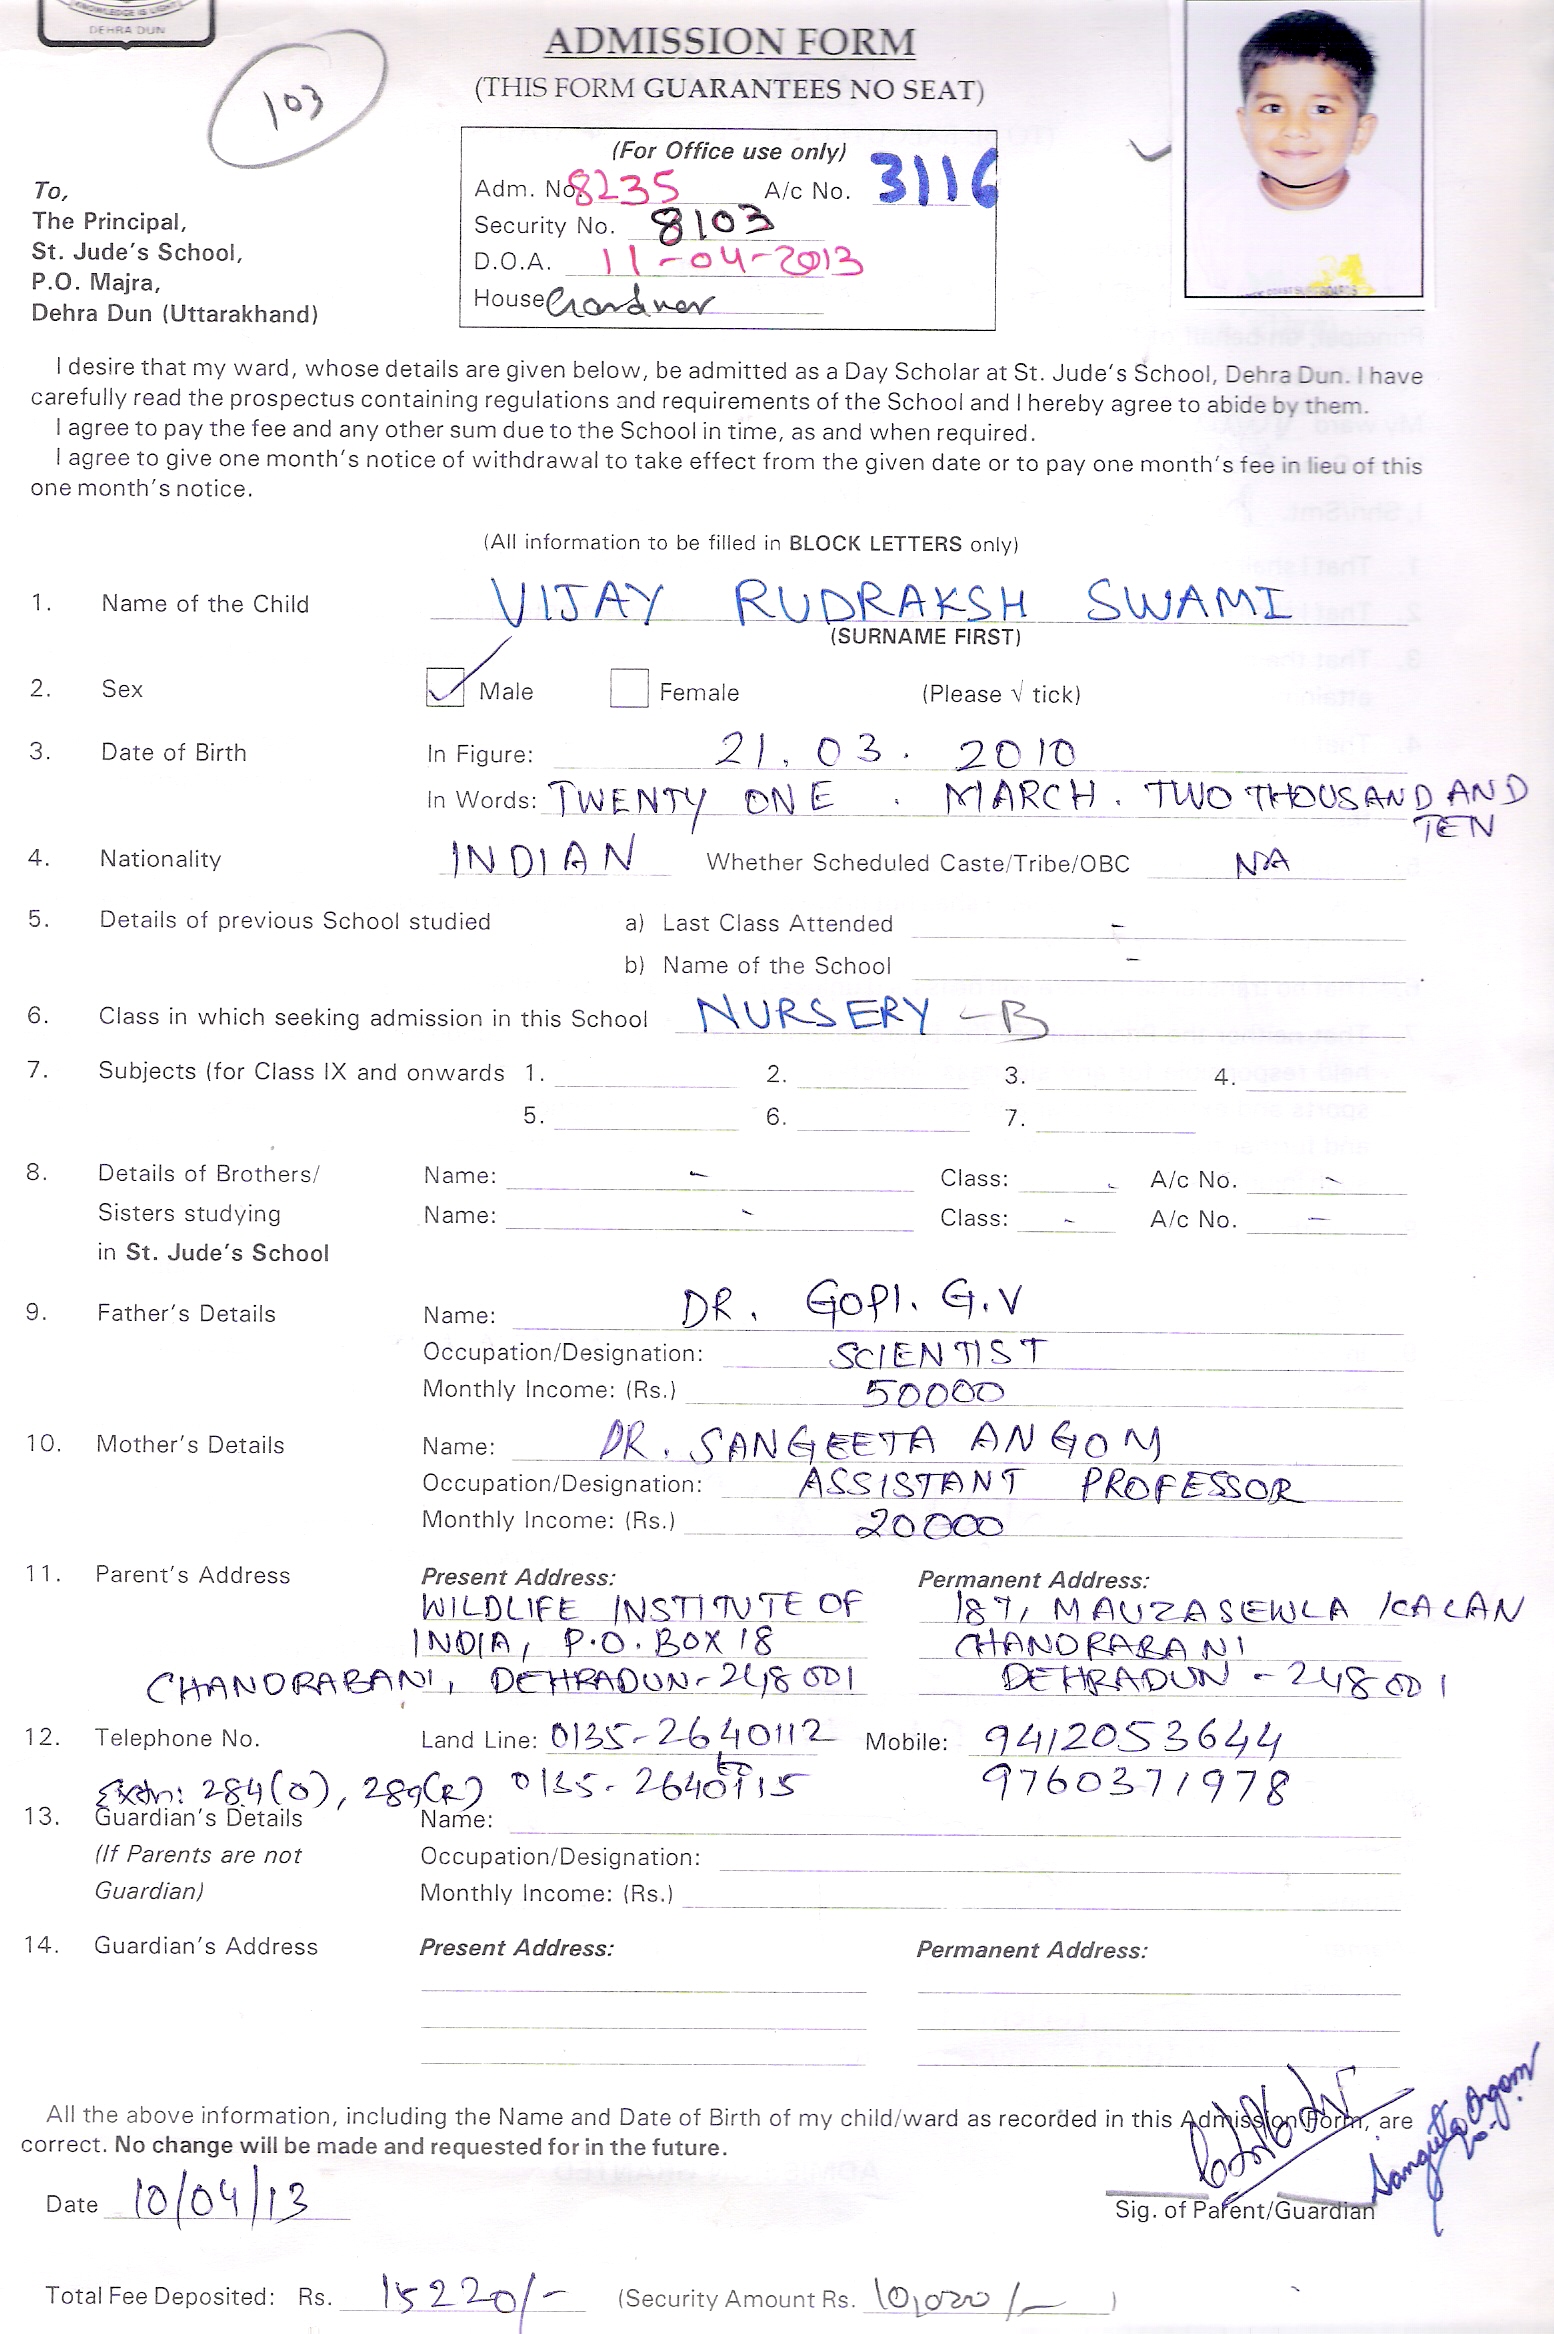 KNOWLEDGE IS LIGHT
DEHRA DUN
103
ADMISSION FORM
(THIS FORM GUARANTEES NO SEAT)
(For Office use only)
Adm. No. 8235 A/c No. 3116
Security No. 8103
D.O.A. 11-04-2013
House Gardner
To,
The Principal,
St. Jude's School,
P.O. Majra,
Dehra Dun (Uttarakhand)
I desire that my ward, whose details are given below, be admitted as a Day Scholar at St. Jude's School, Dehra Dun. I have
carefully read the prospectus containing regulations and requirements of the School and I hereby agree to abide by them.
I agree to pay the fee and any other sum due to the School in time, as and when required.
I agree to give one month's notice of withdrawal to take effect from the given date or to pay one month's fee in lieu of this
one month's notice.
(All information to be filled in BLOCK LETTERS only)
1. Name of the Child VIJAY RUDRAKSH SWAMI
(SURNAME FIRST)
2. Sex Male Female (Please √ tick)
3. Date of Birth In Figure: 21. 03. 2010
In Words: TWENTY ONE . MARCH . TWO THOUSAND AND
TEN
4. Nationality INDIAN Whether Scheduled Caste/Tribe/OBC NA
5. Details of previous School studied a) Last Class Attended -
b) Name of the School -
6. Class in which seeking admission in this School NURSERY - B
7. Subjects (for Class IX and onwards 1. 2. 3. 4.
5. 6. 7.
8. Details of Brothers/ Name: - Class: - A/c No. -
Sisters studying Name: - Class: - A/c No. -
in St. Jude's School
9. Father's Details Name: DR. GOPI. G.V
Occupation/Designation: SCIENTIST
Monthly Income: (Rs.) 50000
10. Mother's Details Name: DR. SANGEETA ANGOM
Occupation/Designation: ASSISTANT PROFESSOR
Monthly Income: (Rs.) 20000
11. Parent's Address Present Address: Permanent Address:
WILDLIFE INSTITUTE OF 187, MAUZASEWLA KALAN
INDIA, P.O. BOX 18 CHANDRABANI
CHANDRABANI, DEHRADUN-248001 DEHRADUN - 248001
12. Telephone No. Land Line: 0135-2640112 Mobile: 9412053644
to
Extn: 284(O), 289(R) 0135-2640115 9760371978
13. Guardian's Details Name:
(If Parents are not Occupation/Designation:
Guardian) Monthly Income: (Rs.)
14. Guardian's Address Present Address: Permanent Address:
All the above information, including the Name and Date of Birth of my child/ward as recorded in this Admission Form, are
correct. No change will be made and requested for in the future.
Sangeeta Angom
Date 10/04/13 Sig. of Parent/Guardian
Total Fee Deposited: Rs. 15220/- (Security Amount Rs. 10,000/- )